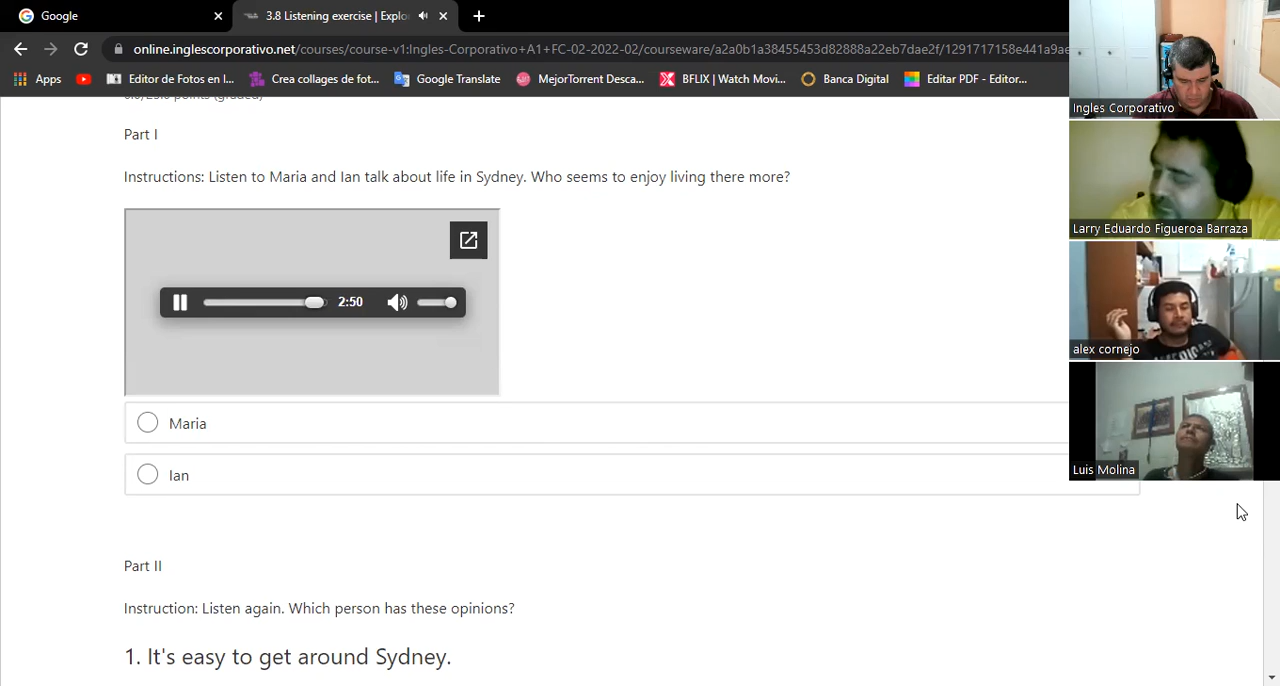 Google
3.8 Listening exercise | Explo
online.inglescorporativo.net/courses/course-v1:Ingles-Corporativo+A1+FC-02-2022-02/courseware/a2a0b1a38455453d82888a22eb7dae2f/1291717158e441a9ae
Apps
Editor de Fotos en l...
Crea collages de fot...
Google Translate
MejorTorrent Desca...
BFLIX | Watch Movi...
Banca Digital
Editar PDF - Editor...
points (graded)
Part I
Instructions: Listen to Maria and Ian talk about life in Sydney. Who seems to enjoy living there more?
2:50
Maria
Ian
Part II
Instruction: Listen again. Which person has these opinions?
1. It's easy to get around Sydney.
Ingles Corporativo
Larry Eduardo Figueroa Barraza
alex cornejo
Luis Molina